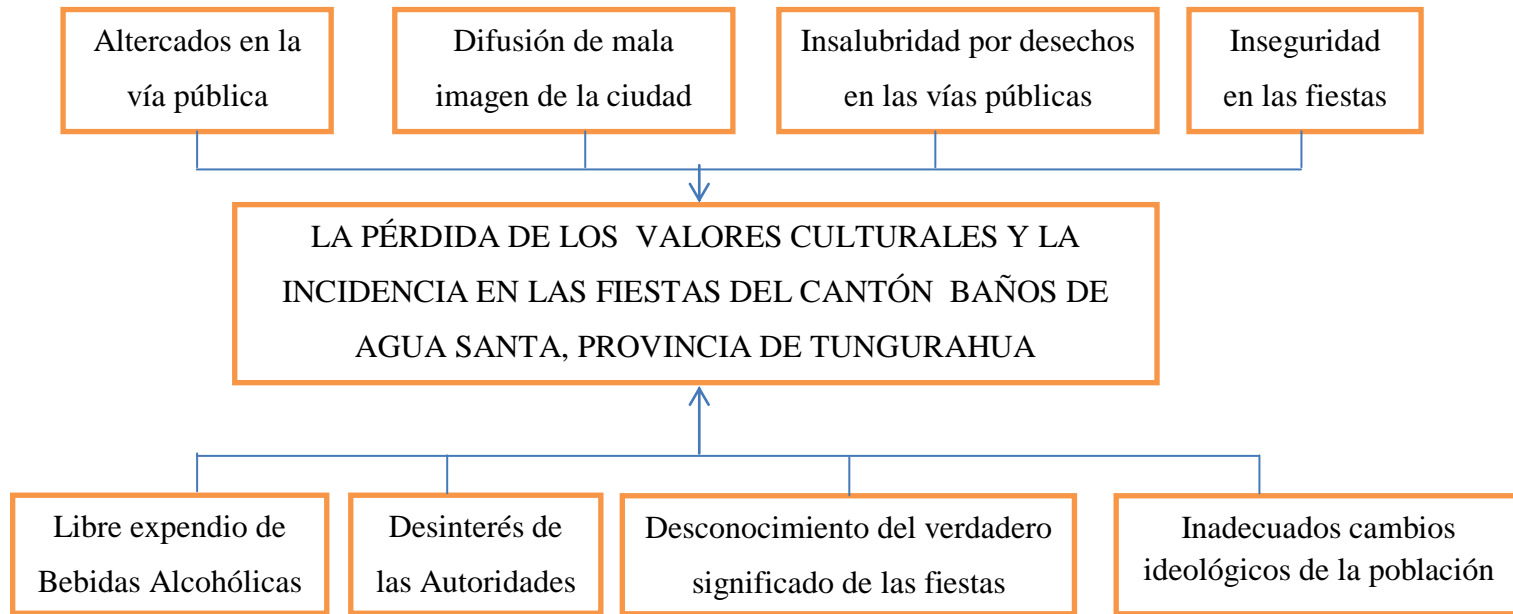 Altercados en la
vía pública
Difusión de mala
imagen de la ciudad
Insalubridad por desechos
en las vías públicas
Inseguridad
en las fiestas
LA PÉRDIDA DE LOS VALORES CULTURALES Y LA
INCIDENCIA EN LAS FIESTAS DEL CANTÓN BAÑOS DE
AGUA SANTA, PROVINCIA DE TUNGURAHUA
Libre expendio de
Bebidas Alcohólicas
Desinterés de
las Autoridades
Desconocimiento del verdadero
significado de las fiestas
Inadecuados cambios
ideológicos de la población